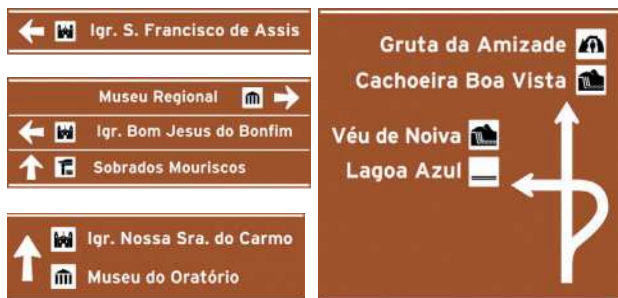 Igr. S. Francisco de Assis
Museu Regional
Igr. Bom Jesus do Bonfim
Sobrados Mouriscos
Igr. Nossa Sra. do Carmo
Museu do Oratório
Gruta da Amizade
Cachoeira Boa Vista
Véu de Noiva
Lagoa Azul